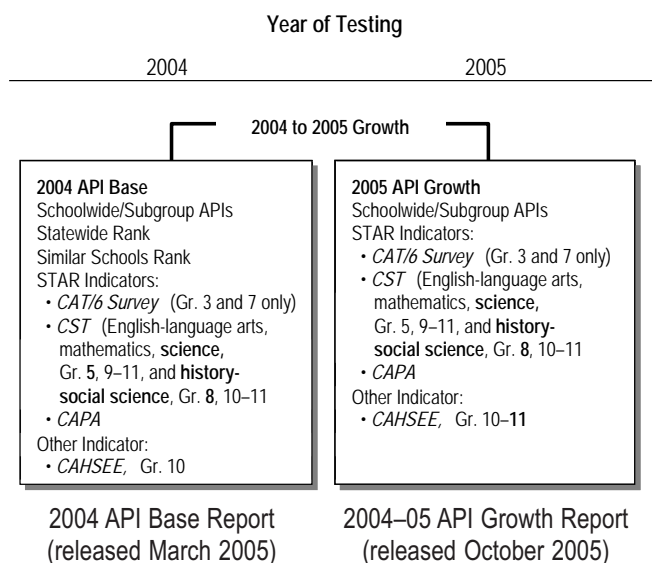 Year of Testing
2004
2005
2004 to 2005 Growth
2004 API Base
Schoolwide/Subgroup APIs
Statewide Rank
Similar Schools Rank
STAR Indicators:
• CAT/6 Survey (Gr. 3 and 7 only)
• CST (English-language arts,
mathematics, science,
Gr. 5, 9–11, and history-
social science, Gr. 8, 10–11
• CAPA
Other Indicator:
• CAHSEE, Gr. 10
2004 API Base Report
(released March 2005)
2005 API Growth
Schoolwide/Subgroup APIs
STAR Indicators:
• CAT/6 Survey (Gr. 3 and 7 only)
• CST (English-language arts,
mathematics, science,
Gr. 5, 9–11, and history-
social science, Gr. 8, 10–11
• CAPA
Other Indicator:
• CAHSEE, Gr. 10–11
2004–05 API Growth Report
(released October 2005)